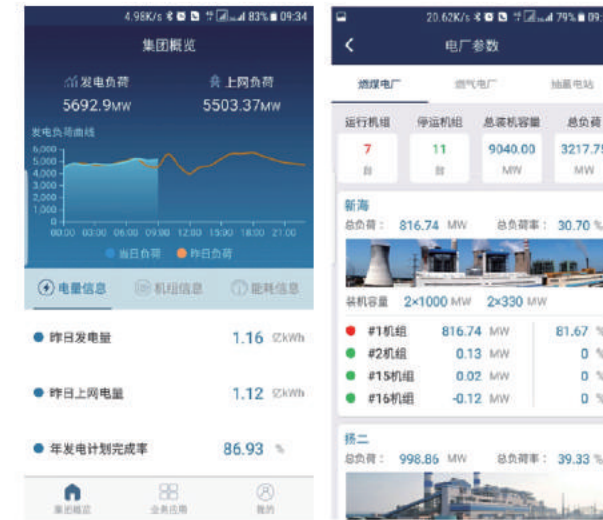 4.98K/s 83% 09:34
集团概览
发电负荷 上网负荷
5692.9MW 5503.37MW
发电负荷曲线
6,000
5,000
4,000
3,000
2,000
1,000
0
00:00 03:00 06:00 09:00 12:00 15:00 18:00 21:00
当日负荷 昨日负荷
电量信息 机组信息 能耗信息
昨日发电量 1.16 亿kWh
昨日上网电量 1.12 亿kWh
年发电计划完成率 86.93 %
集团概览 业务应用 我的
20.62K/s 79% 09:
电厂参数
燃煤电厂 燃气电厂 抽蓄电站
运行机组 停运机组 总装机容量 总负荷
7 11 9040.00 3217.75
台 台 MW MW
新海
总负荷： 816.74 MW 总负荷率： 30.70 %
装机容量 2×1000 MW 2×330 MW
#1机组 816.74 MW 81.67 %
#2机组 0.13 MW 0 %
#15机组 0.02 MW 0 %
#16机组 -0.12 MW 0 %
扬二
总负荷： 998.86 MW 总负荷率： 39.33 %